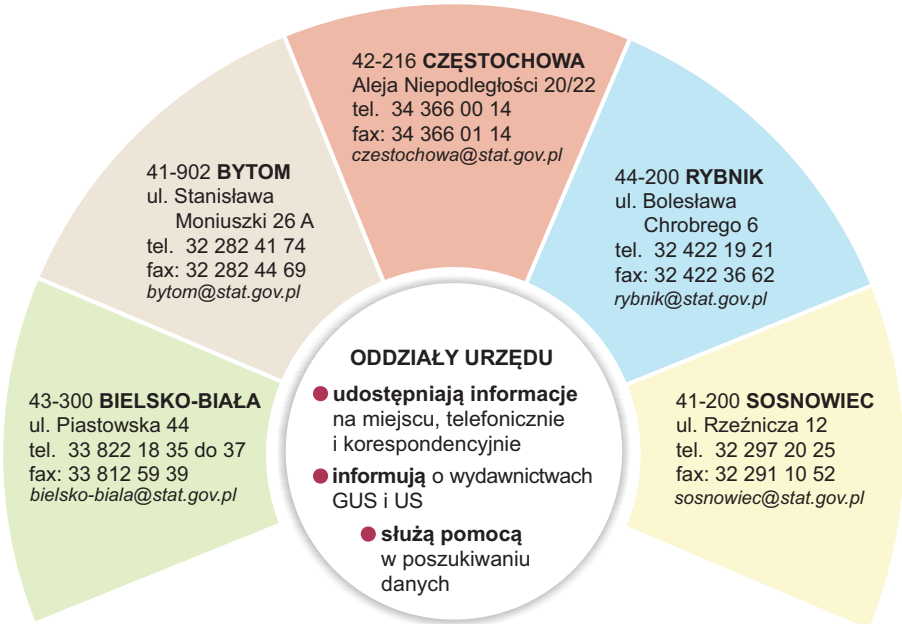 42-216 CZĘSTOCHOWA
Aleja Niepodległości 20/22
tel. 34 366 00 14
fax: 34 366 01 14
czestochowa@stat.gov.pl
41-902 BYTOM
ul. Stanisława
Moniuszki 26 A
tel. 32 282 41 74
fax: 32 282 44 69
bytom@stat.gov.pl
44-200 RYBNIK
ul. Bolesława
Chrobrego 6
tel. 32 422 19 21
fax: 32 422 36 62
rybnik@stat.gov.pl
43-300 BIELSKO-BIAŁA
ul. Piastowska 44
tel. 33 822 18 35 do 37
fax: 33 812 59 39
bielsko-biala@stat.gov.pl
ODDZIAŁY URZĘDU
● udostępniają informacje
na miejscu, telefonicznie
i korespondencyjnie
● informują o wydawnictwach
GUS i US
● służą pomocą
w poszukiwaniu
danych
41-200 SOSNOWIEC
ul. Rzeźnicza 12
tel. 32 297 20 25
fax: 32 291 10 52
sosnowiec@stat.gov.pl